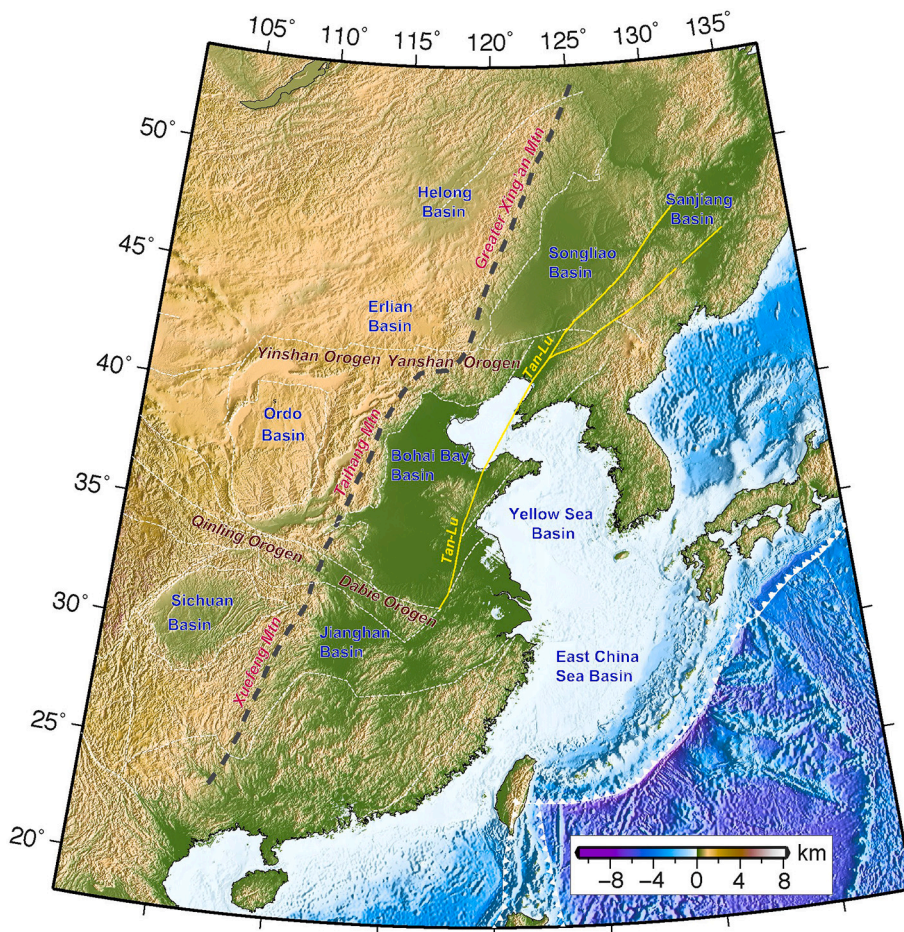 105° 110° 115° 120° 125° 130° 135°
50°
Helong
Basin
Greater Xing'an Mtn
Sanjiang
Basin
45°
Songliao
Basin
Erlian
Basin
40°
Yinshan Orogen Yanshan Orogen
Tan-Lu
Ordo
Basin
Taihang Mtn
Bohai Bay
Basin
35°
Qinling Orogen
Tan-Lu
Yellow Sea
Basin
30°
Sichuan
Basin
Dabie Orogen
Jianghan
Basin
Xuefeng Mtn
East China
Sea Basin
25°
20°
km
−8 −4 0 4 8